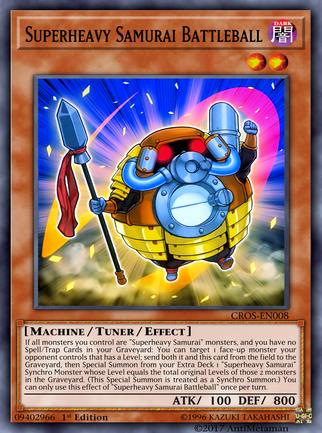 Superheavy Samurai Battleball
DARK
闇
CROS-EN008
[Machine / Tuner / Effect]
If all monsters you control are "Superheavy Samurai" monsters, and you have no
Spell/Trap Cards in your Graveyard: You can target 1 face-up monster your
opponent controls that has a Level; send both it and this card from the field to the
Graveyard, then Special Summon from your Extra Deck 1 "Superheavy Samurai"
Synchro Monster whose Level equals the total original Levels of those 2 monsters
in the Graveyard. (This Special Summon is treated as a Synchro Summon.) You
can only use this effect of "Superheavy Samurai Battleball" once per turn.
ATK/ 100 DEF/ 800
09402966 1st Edition ©1996 KAZUKI TAKAHASHI
©2017 AntiMetaman